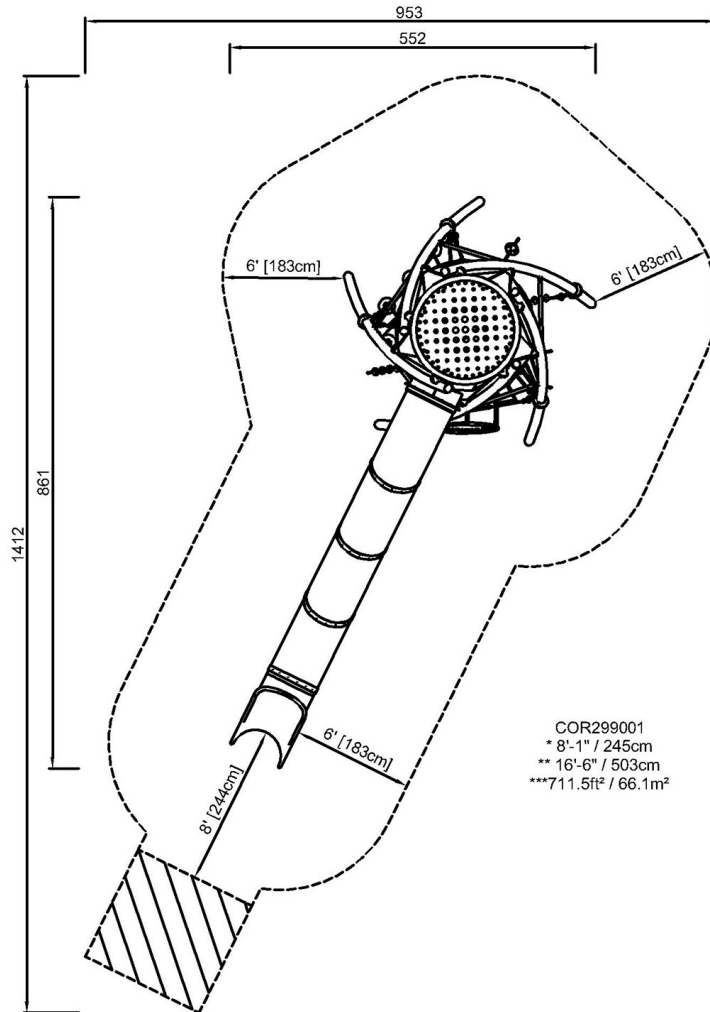 953
552
6' [183cm]
6' [183cm]
861
1412
6' [183cm]
8' [244cm]
COR299001
* 8'-1" / 245cm
** 16'-6" / 503cm
***711.5ft² / 66.1m²